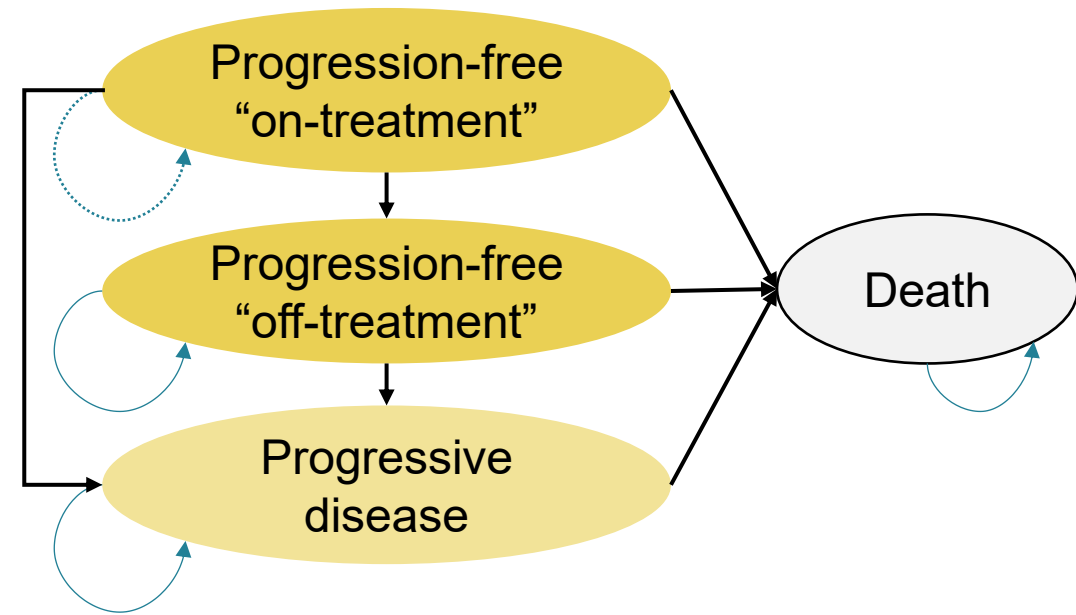 Progression-free
“on-treatment”
Progression-free
“off-treatment”
Death
Progressive
disease